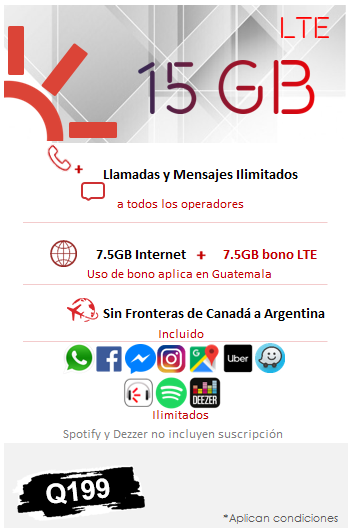 LTE
15 GB
+ Llamadas y Mensajes Ilimitados
a todos los operadores
7.5GB Internet + 7.5GB bono LTE
Uso de bono aplica en Guatemala
Sin Fronteras de Canadá a Argentina
Incluido
Uber
DEEZER
Ilimitados
Spotify y Dezzer no incluyen suscripción
Q199
*Aplican condiciones